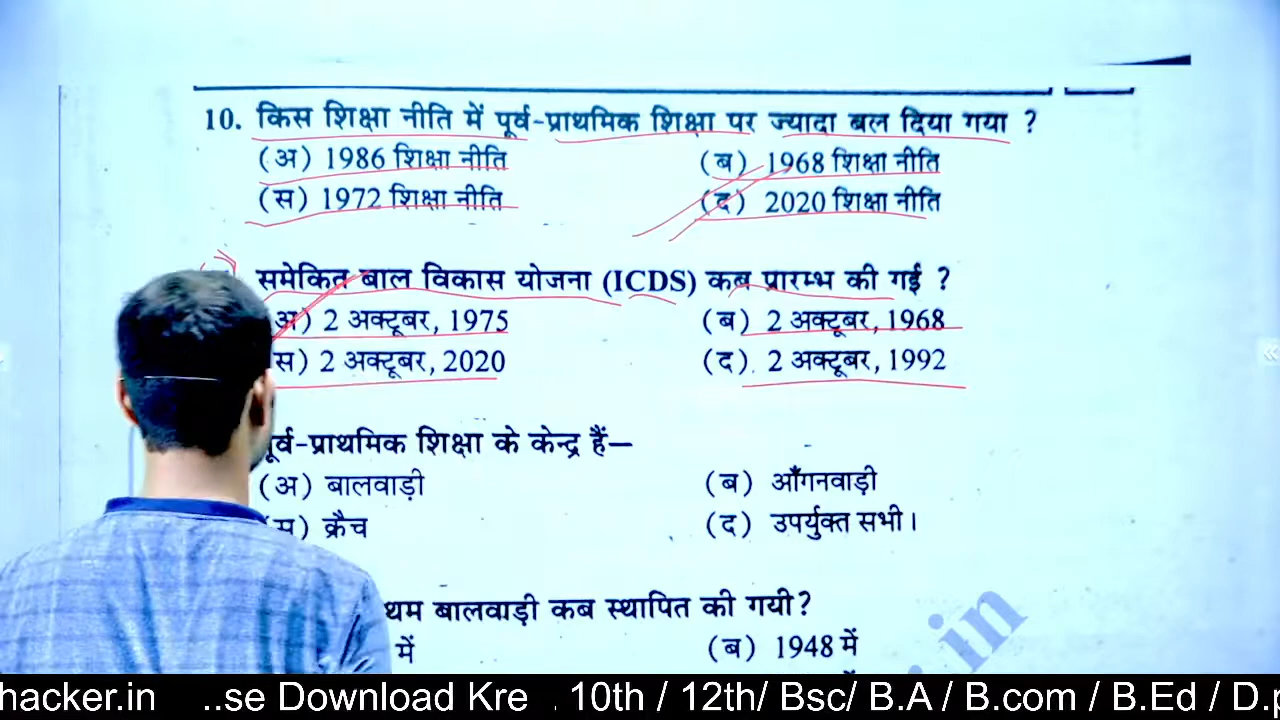 10. किस शिक्षा नीति में पूर्व-प्राथमिक शिक्षा पर ज्यादा बल दिया गया ?
(अ) 1986 शिक्षा नीति (ब) 1968 शिक्षा नीति
(स) 1972 शिक्षा नीति (द) 2020 शिक्षा नीति
समेकित बाल विकास योजना (ICDS) कब प्रारम्भ की गई ?
अ) 2 अक्टूबर, 1975 (ब) 2 अक्टूबर, 1968
स) 2 अक्टूबर, 2020 (द) 2 अक्टूबर, 1992
पूर्व-प्राथमिक शिक्षा के केन्द्र हैं—
(अ) बालवाड़ी (ब) आँगनवाड़ी
स) क्रैच (द) उपर्युक्त सभी।
थम बालवाड़ी कब स्थापित की गयी?
में (ब) 1948 में
.in
hacker.in ..se Download Kre . 10th / 12th/ Bsc/ B.A / B.com / B.Ed / D.